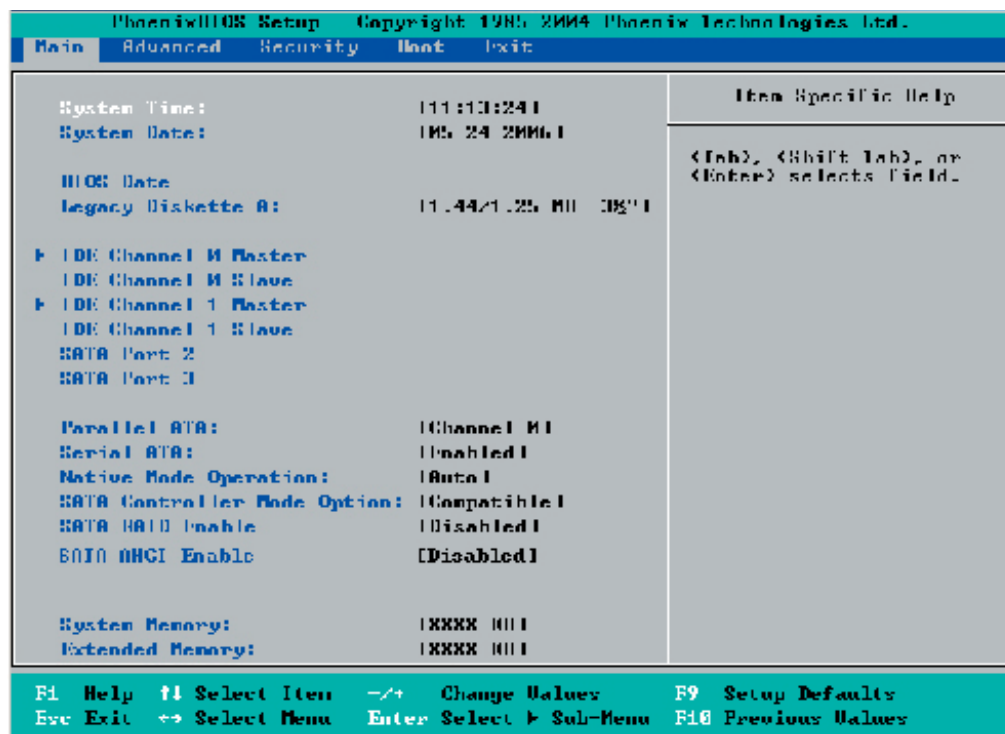 PhoenixBIOS Setup Copyright 1985 2004 Phoenix Technologies Ltd.
Main Advanced Security Boot Exit
Item Specific Help
System Time: [11:13:24]
System Date: [05 24 2006]
<Tab>, <Shift Tab>, or
<Enter> selects field.
BIOS Date
Legacy Diskette A: [1.44/1.25 MB 3½"]
▶ IDE Channel 0 Master
IDE Channel 0 Slave
▶ IDE Channel 1 Master
IDE Channel 1 Slave
SATA Port 2
SATA Port 3
Parallel ATA: [Channel 0]
Serial ATA: [Enabled]
Native Mode Operation: [Auto]
SATA Controller Mode Option: [Compatible]
SATA RAID Enable [Disabled]
SATA AHCI Enable [Disabled]
System Memory: [XXXX KB]
Extended Memory: [XXXX KB]
F1 Help ↑↓ Select Item -/+ Change Values F9 Setup Defaults
Esc Exit ↔ Select Menu Enter Select ▶ Sub-Menu F10 Previous Values